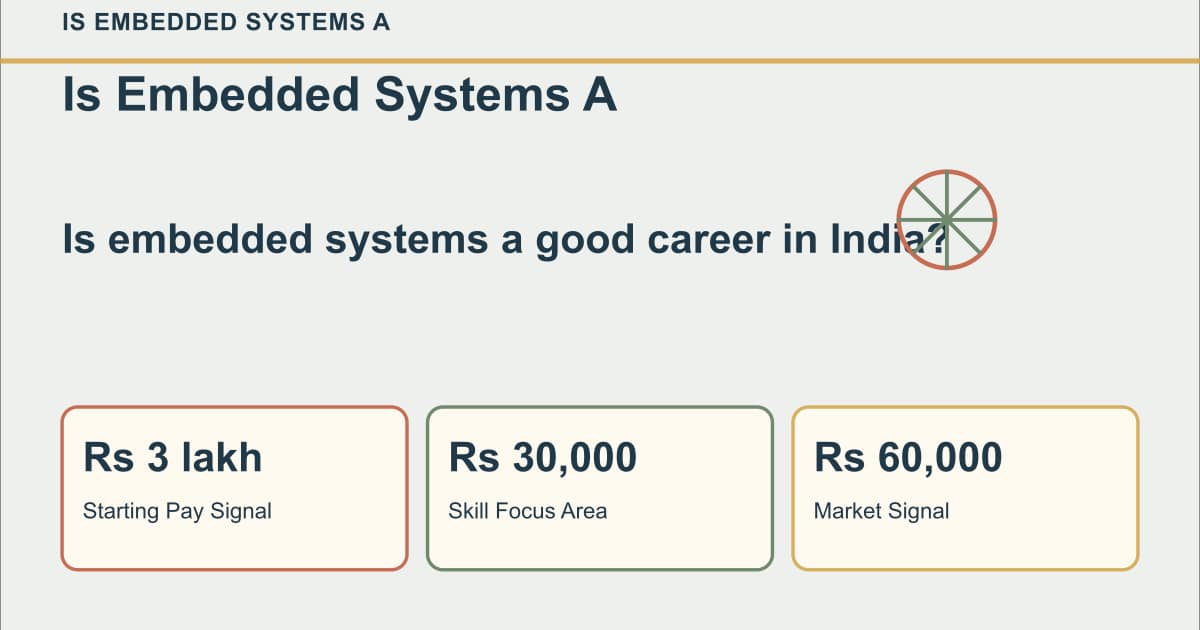 IS EMBEDDED SYSTEMS A
Is Embedded Systems A
Is embedded systems a good career in India?
Rs 3 lakh
Starting Pay Signal
Rs 30,000
Skill Focus Area
Rs 60,000
Market Signal